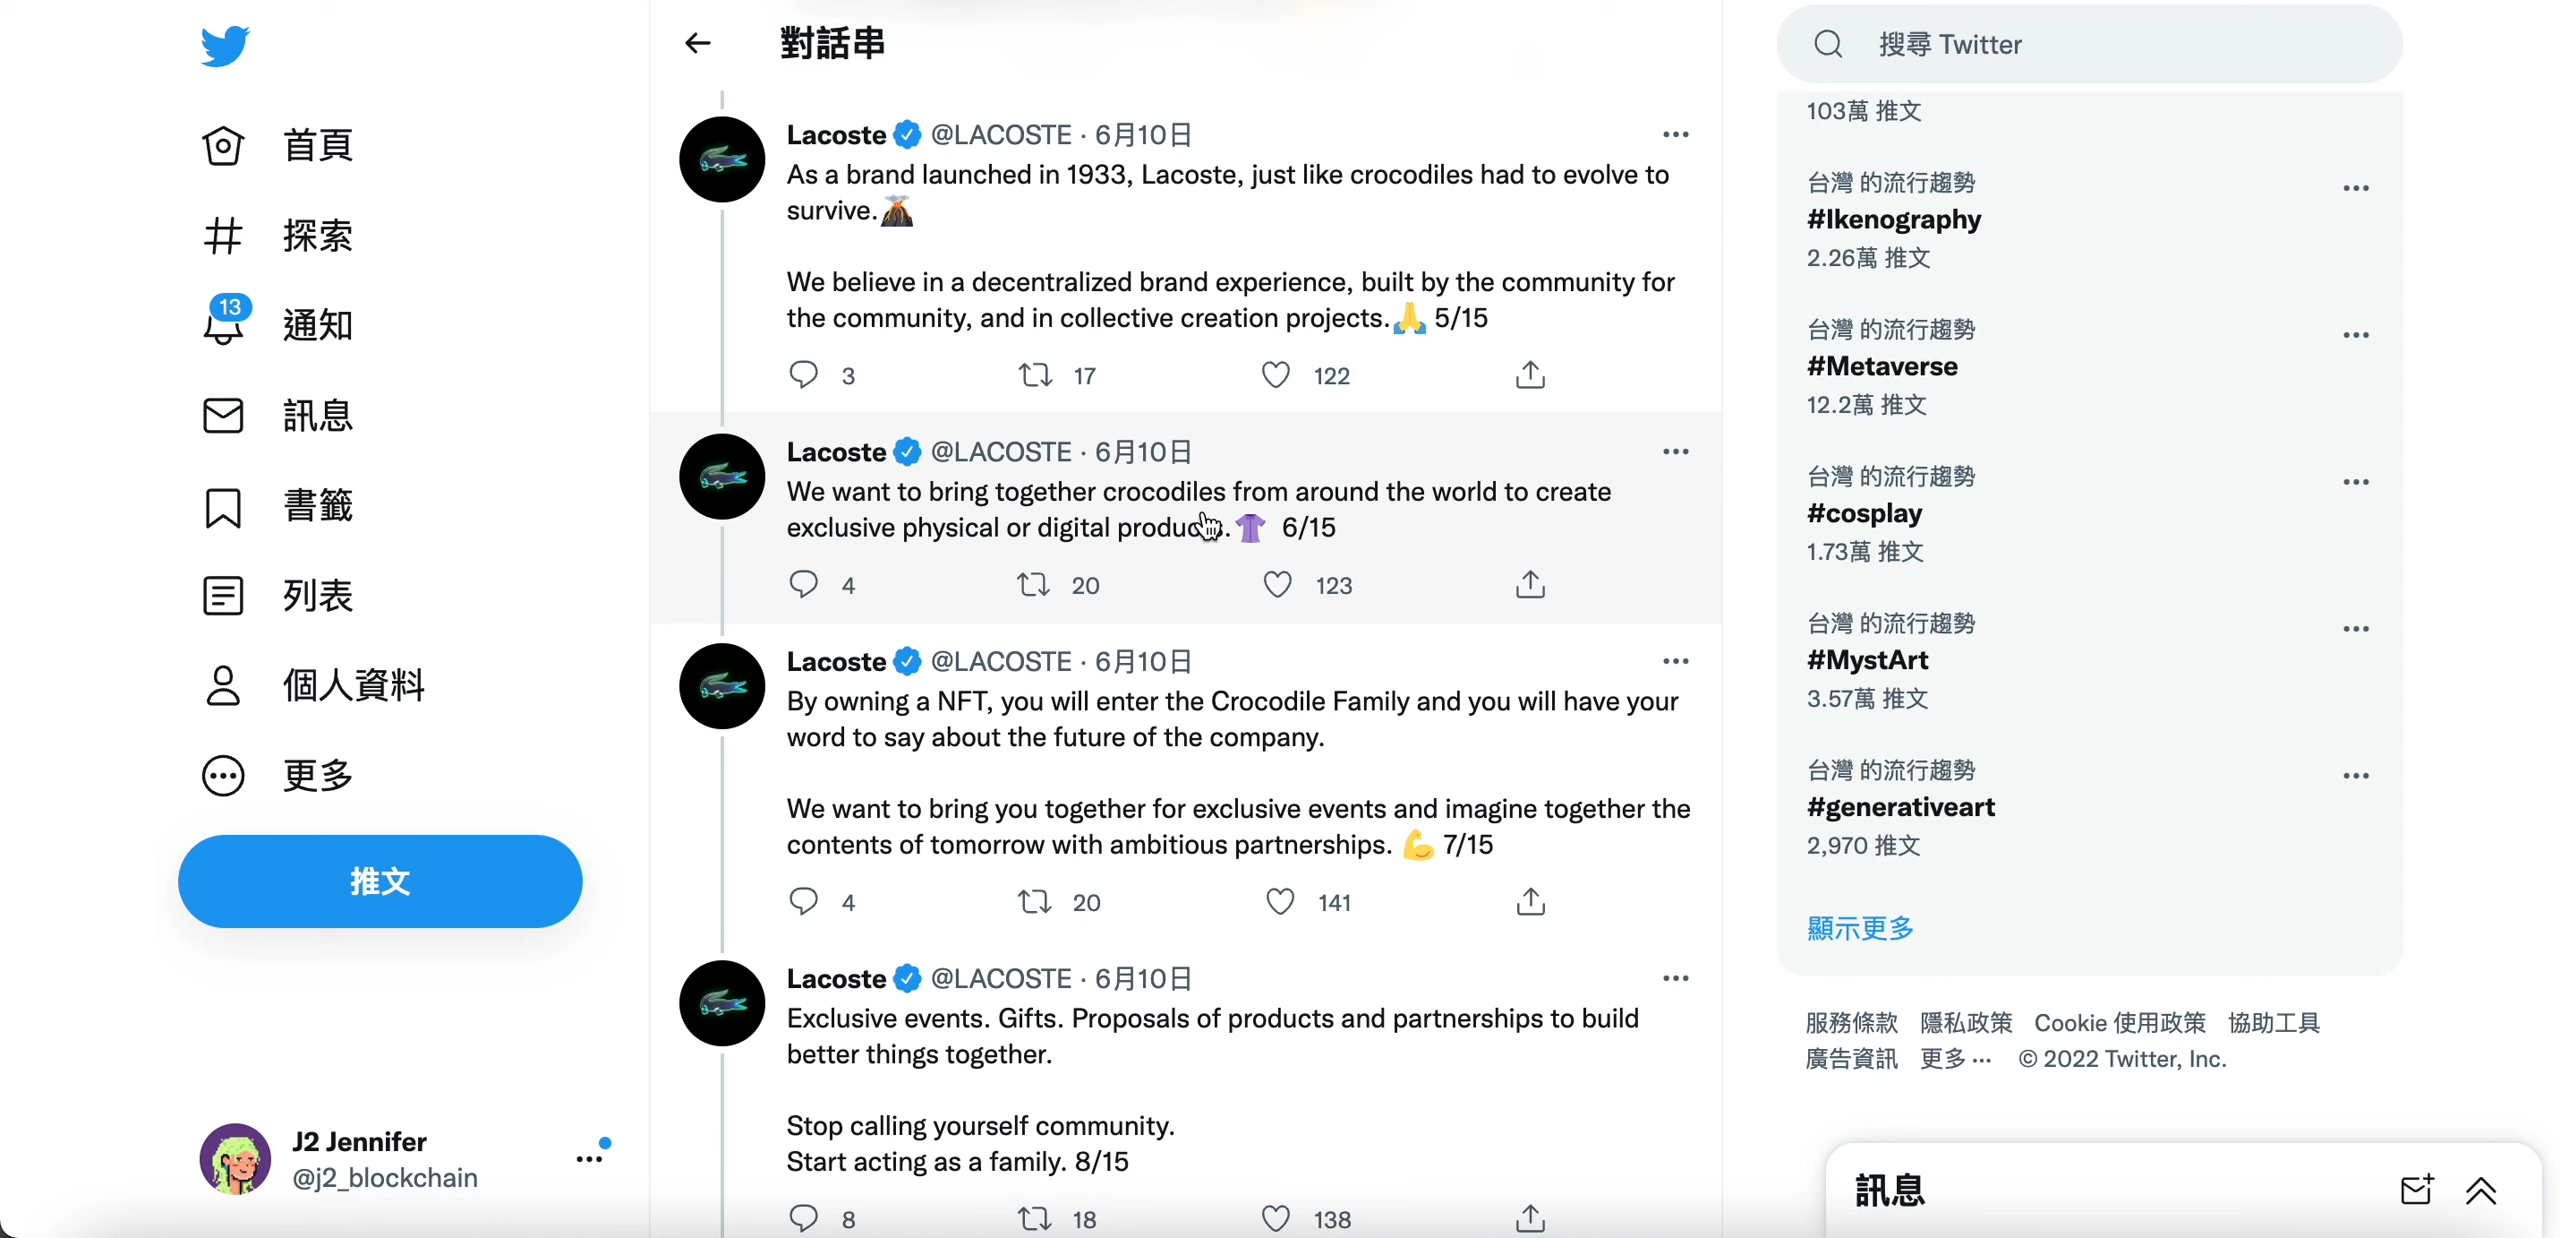 首頁
探索
13
通知
訊息
書籤
列表
個人資料
更多
推文
J2 Jennifer
@j2_blockchain
對話串
Lacoste @LACOSTE · 6月10日
As a brand launched in 1933, Lacoste, just like crocodiles had to evolve to
survive.🌋
We believe in a decentralized brand experience, built by the community for
the community, and in collective creation projects.🙏 5/15
3 17 122
Lacoste @LACOSTE · 6月10日
We want to bring together crocodiles from around the world to create
exclusive physical or digital products.👚 6/15
4 20 123
Lacoste @LACOSTE · 6月10日
By owning a NFT, you will enter the Crocodile Family and you will have your
word to say about the future of the company.
We want to bring you together for exclusive events and imagine together the
contents of tomorrow with ambitious partnerships. 💪 7/15
4 20 141
Lacoste @LACOSTE · 6月10日
Exclusive events. Gifts. Proposals of products and partnerships to build
better things together.
Stop calling yourself community.
Start acting as a family. 8/15
8 18 138
搜尋 Twitter
103萬 推文
台灣 的流行趨勢
#Ikenography
2.26萬 推文
台灣 的流行趨勢
#Metaverse
12.2萬 推文
台灣 的流行趨勢
#cosplay
1.73萬 推文
台灣 的流行趨勢
#MystArt
3.57萬 推文
台灣 的流行趨勢
#generativeart
2,970 推文
顯示更多
服務條款 隱私政策 Cookie 使用政策 協助工具
廣告資訊 更多 ··· © 2022 Twitter, Inc.
訊息